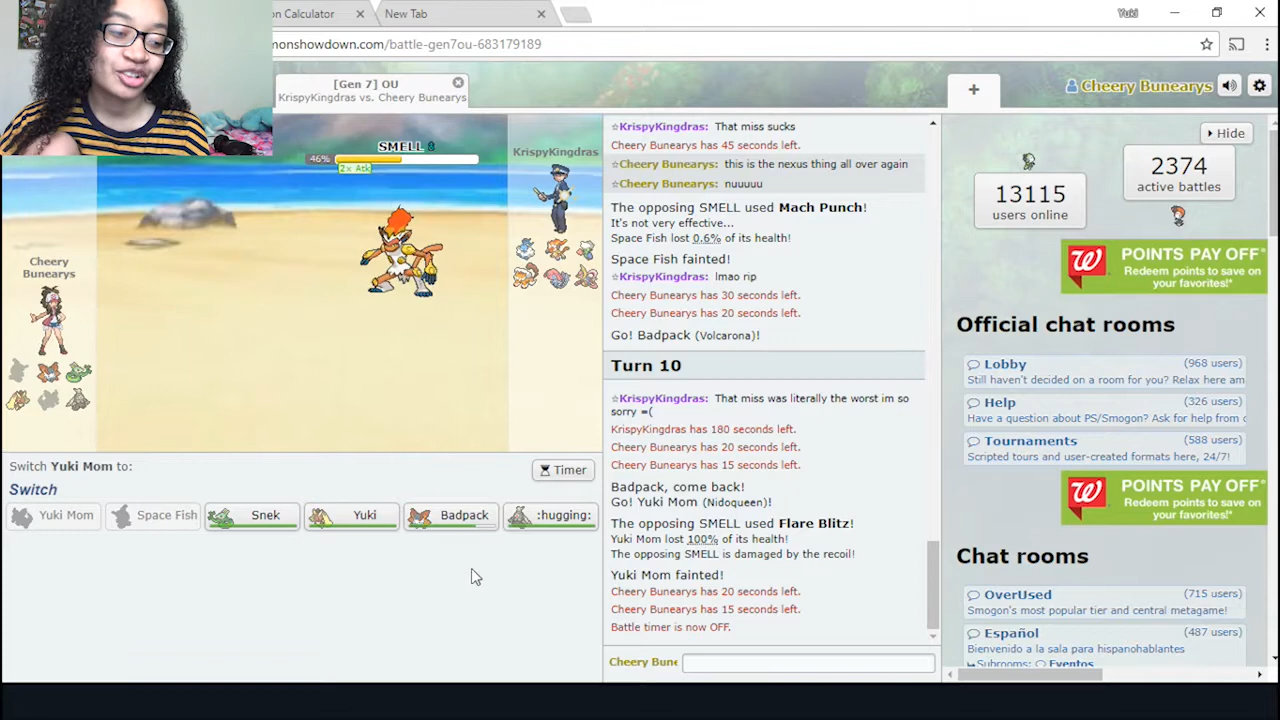 on Calculator
New Tab
Yuki
monshowdown.com/battle-gen7ou-683179189
[Gen 7] OU
KrispyKingdras vs. Cheery Bunearys
+
Cheery Bunearys
SMELL
46%
2x Atk
KrispyKingdras
Cheery
Bunearys
☆KrispyKingdras: That miss sucks
Cheery Bunearys has 45 seconds left.
☆Cheery Bunearys: this is the nexus thing all over again
☆Cheery Bunearys: nuuuuu
The opposing SMELL used Mach Punch!
It's not very effective...
Space Fish lost 0.6% of its health!
Space Fish fainted!
☆KrispyKingdras: lmao rip
Cheery Bunearys has 30 seconds left.
Cheery Bunearys has 20 seconds left.
Go! Badpack (Volcarona)!
Turn 10
☆KrispyKingdras: That miss was literally the worst im so
sorry =(
KrispyKingdras has 180 seconds left.
Cheery Bunearys has 20 seconds left.
Cheery Bunearys has 15 seconds left.
Badpack, come back!
Go! Yuki Mom (Nidoqueen)!
The opposing SMELL used Flare Blitz!
Yuki Mom lost 100% of its health!
The opposing SMELL is damaged by the recoil!
Yuki Mom fainted!
Cheery Bunearys has 20 seconds left.
Cheery Bunearys has 15 seconds left.
Battle timer is now OFF.
Cheery Bune
Switch Yuki Mom to:
Timer
Switch
Yuki Mom
Space Fish
Snek
Yuki
Badpack
:hugging:
Hide
13115
users online
2374
active battles
POINTS PAY OFF*
Redeem points to save on
your favorites!*
Official chat rooms
Lobby
(968 users)
Still haven't decided on a room for you? Relax here am
Help
(326 users)
Have a question about PS/Smogon? Ask for help from c
Tournaments
(588 users)
Scripted tours and user-created formats here, 24/7!
POINTS PAY OFF*
Redeem points to save on
your favorites!*
Chat rooms
OverUsed
(715 users)
Smogon's most popular tier and central metagame!
Español
(487 users)
Bienvenido a la sala para hispanohablantes
Subrooms: Eventos